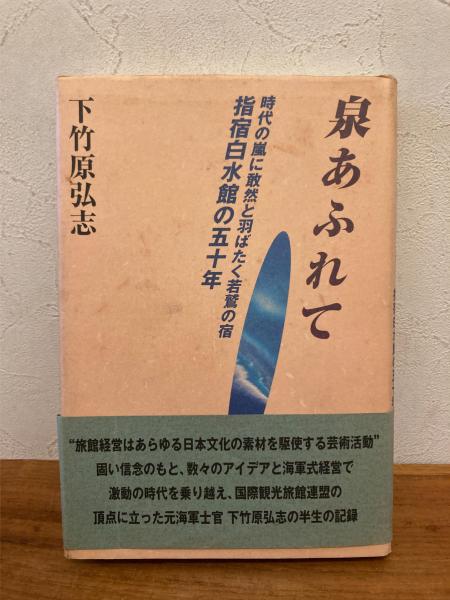 泉あふれて
時代の嵐に敢然と羽ばたく若鷲の宿
指宿白水館の五十年
下竹原弘志
“旅館経営はあらゆる日本文化の素材を駆使する芸術活動”
固い信念のもと、数々のアイデアと海軍式経営で
激動の時代を乗り越え、国際観光旅館連盟の
頂点に立った元海軍士官 下竹原弘志の半生の記録